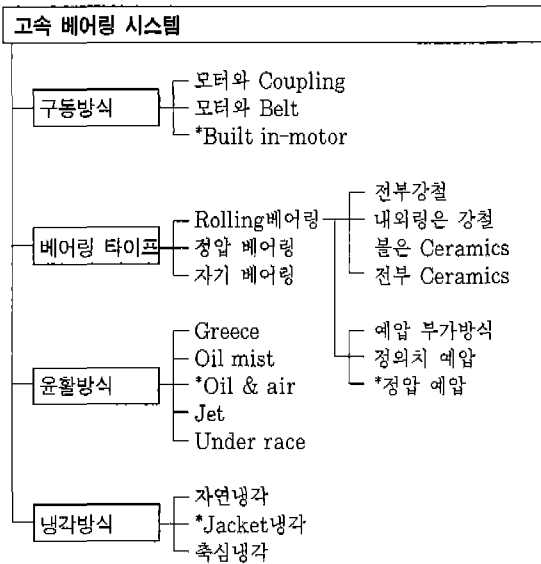 고속 베어링 시스템
구동방식
모터와 Coupling
모터와 Belt
*Built in-motor
베어링 타이프
Rolling베어링
정압 베어링
자기 베어링
전부강철
내외링은 강철
볼은 Ceramics
전부 Ceramics
예압 부가방식
정의치 예압
*정압 예압
윤활방식
Greece
Oil mist
*Oil & air
Jet
Under race
냉각방식
자연냉각
*Jacket냉각
축심냉각